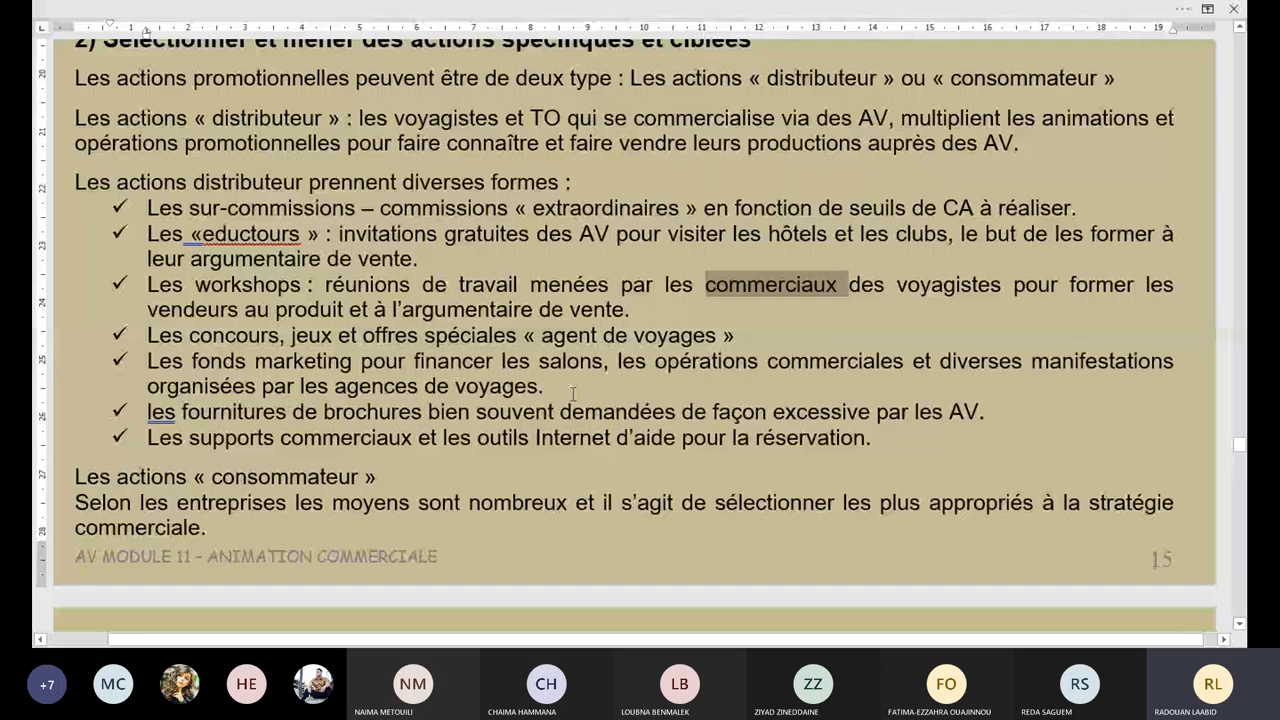 2) Sélectionner et mener des actions spécifiques et ciblées
Les actions promotionnelles peuvent être de deux type : Les actions « distributeur » ou « consommateur »
Les actions « distributeur » : les voyagistes et TO qui se commercialise via des AV, multiplient les animations et
opérations promotionnelles pour faire connaître et faire vendre leurs productions auprès des AV.
Les actions distributeur prennent diverses formes :
✓ Les sur-commissions – commissions « extraordinaires » en fonction de seuils de CA à réaliser.
✓ Les «eductours » : invitations gratuites des AV pour visiter les hôtels et les clubs, le but de les former à
leur argumentaire de vente.
✓ Les workshops : réunions de travail menées par les commerciaux des voyagistes pour former les
vendeurs au produit et à l’argumentaire de vente.
✓ Les concours, jeux et offres spéciales « agent de voyages »
✓ Les fonds marketing pour financer les salons, les opérations commerciales et diverses manifestations
organisées par les agences de voyages.
✓ les fournitures de brochures bien souvent demandées de façon excessive par les AV.
✓ Les supports commerciaux et les outils Internet d’aide pour la réservation.
Les actions « consommateur »
Selon les entreprises les moyens sont nombreux et il s’agit de sélectionner les plus appropriés à la stratégie
commerciale.
AV MODULE 11 – ANIMATION COMMERCIALE 15
+7 MC HE NM CH LB ZZ FO RS RL
NAIMA METOUILI CHAIMA HAMMANA LOUBNA BENMALEK ZIYAD ZINEDDAINE FATIMA-EZZAHRA OUAJINNOU REDA SAGUEM RADOUAN LAABID